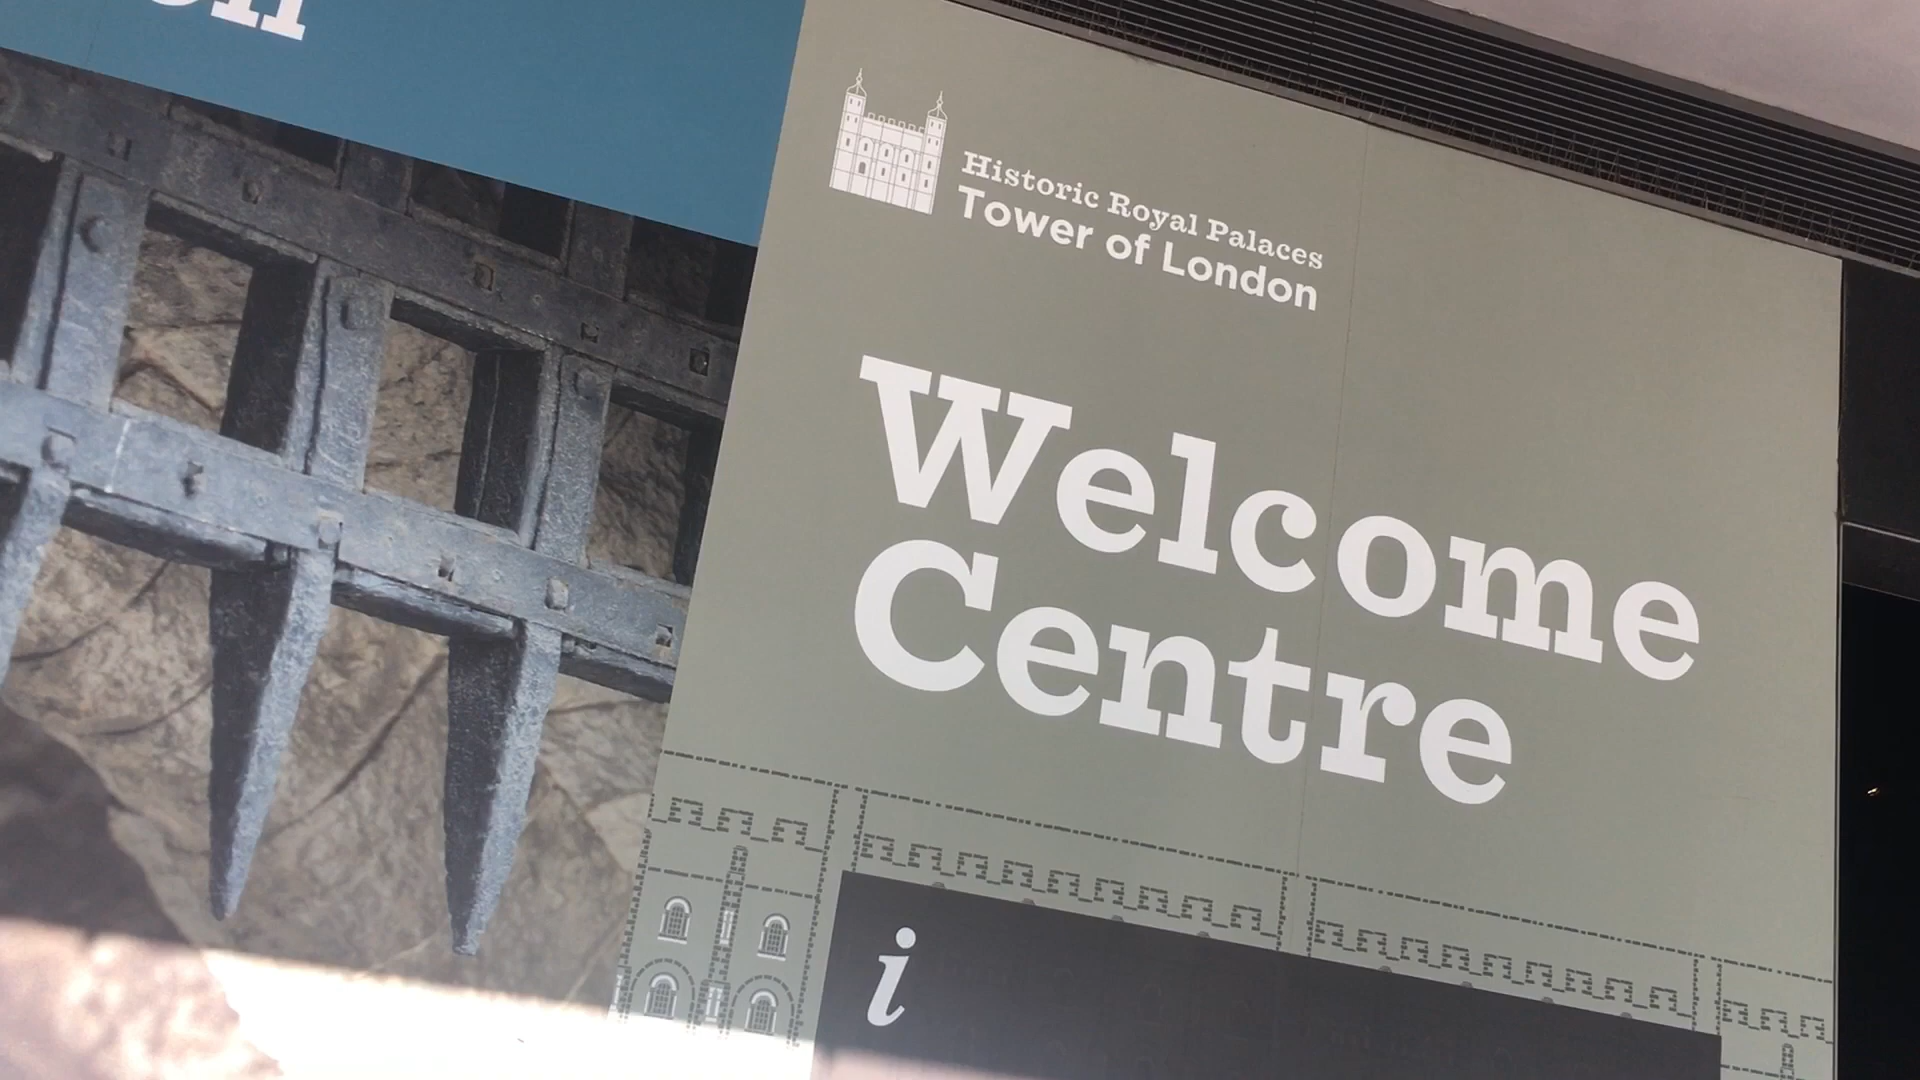 Historic Royal Palaces
Tower of London
Welcome
Centre
i